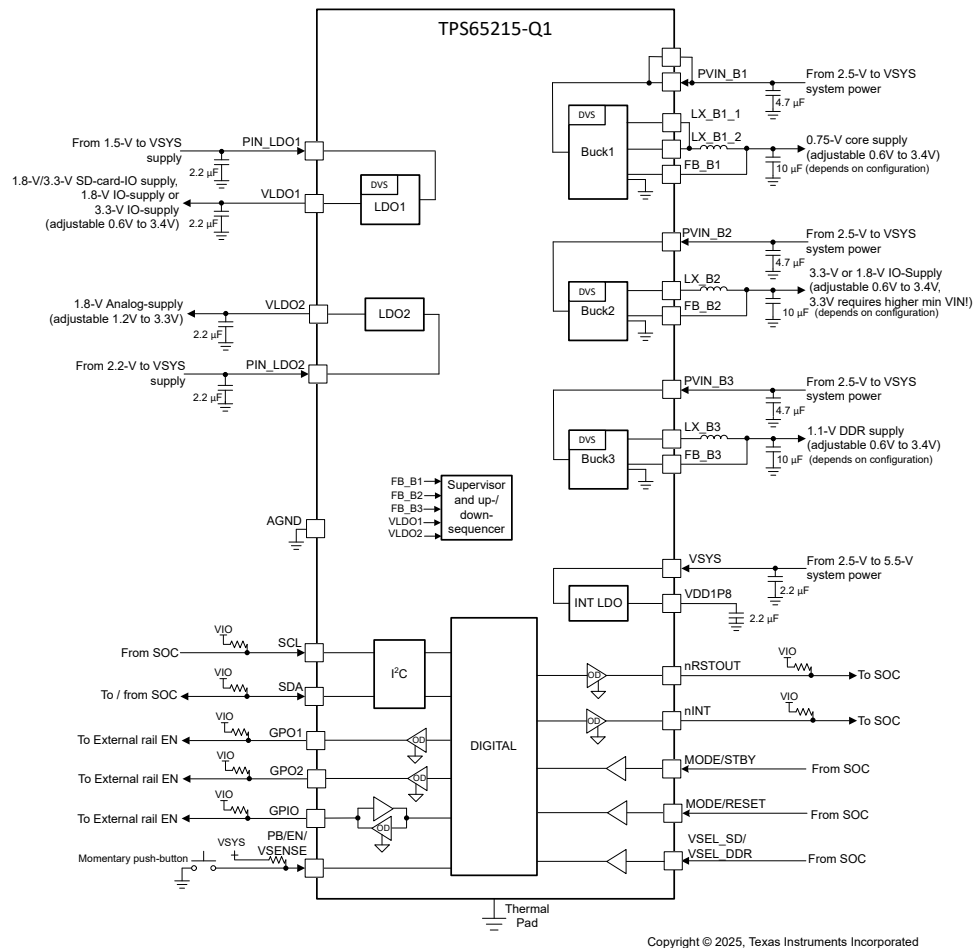 TPS65215-Q1
From 1.5-V to VSYS
supply
PIN_LDO1
2.2 µF
1.8-V/3.3-V SD-card-IO supply,
1.8-V IO-supply or
3.3-V IO-supply
(adjustable 0.6V to 3.4V)
VLDO1
2.2 µF
DVS
LDO1
1.8-V Analog-supply
(adjustable 1.2V to 3.3V)
VLDO2
2.2 µF
LDO2
From 2.2-V to VSYS
supply
PIN_LDO2
2.2 µF
PVIN_B1
From 2.5-V to VSYS
system power
4.7 µF
DVS
Buck1
LX_B1_1
LX_B1_2
FB_B1
0.75-V core supply
(adjustable 0.6V to 3.4V)
10 µF (depends on configuration)
PVIN_B2
From 2.5-V to VSYS
system power
4.7 µF
DVS
Buck2
LX_B2
FB_B2
3.3-V or 1.8-V IO-Supply
(adjustable 0.6V to 3.4V,
3.3V requires higher min VIN!)
10 µF (depends on configuration)
PVIN_B3
From 2.5-V to VSYS
system power
4.7 µF
DVS
Buck3
LX_B3
FB_B3
1.1-V DDR supply
(adjustable 0.6V to 3.4V)
10 µF (depends on configuration)
FB_B1
FB_B2
FB_B3
VLDO1
VLDO2
Supervisor
and up-/
down-
sequencer
AGND
VSYS
From 2.5-V to 5.5-V
system power
2.2 µF
INT LDO
VDD1P8
2.2 µF
VIO
From SOC
SCL
VIO
To / from SOC
SDA
I²C
VIO
To External rail EN
GPO1
OD
VIO
To External rail EN
GPO2
OD
VIO
To External rail EN
GPIO
OD
Momentary push-button
VSYS
PB/EN/
VSENSE
DIGITAL
OD
nRSTOUT
VIO
To SOC
OD
nINT
VIO
To SOC
MODE/STBY
From SOC
MODE/RESET
From SOC
VSEL_SD/
VSEL_DDR
From SOC
Thermal
Pad
Copyright © 2025, Texas Instruments Incorporated